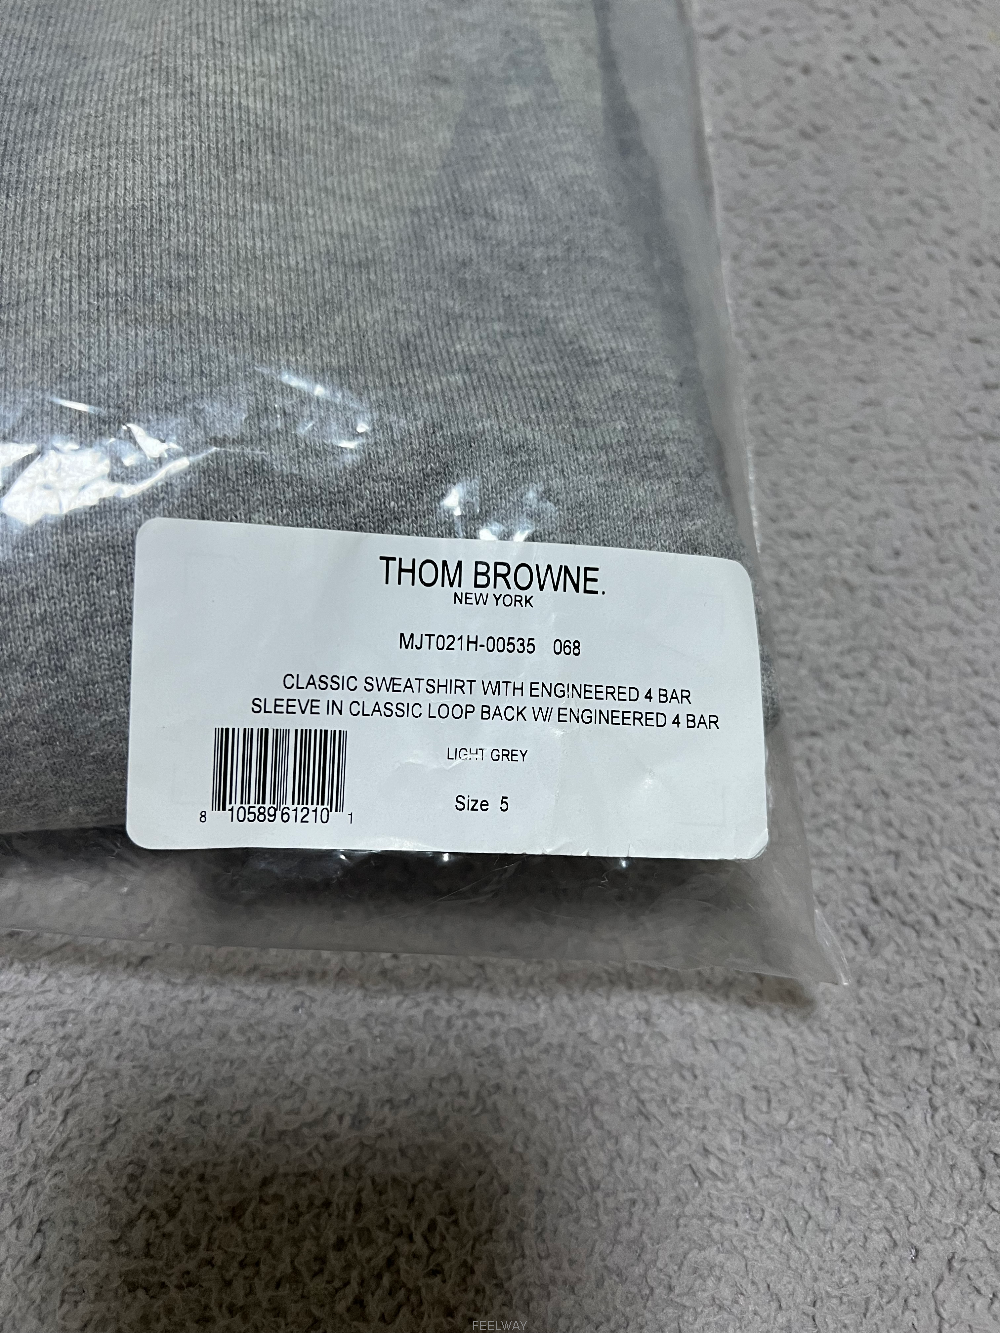 THOM BROWNE.
NEW YORK
MJT021H-00535 068
CLASSIC SWEATSHIRT WITH ENGINEERED 4 BAR
SLEEVE IN CLASSIC LOOP BACK W/ ENGINEERED 4 BAR
LIGHT GREY
Size 5
8 10589 61210 1
FEELWAY